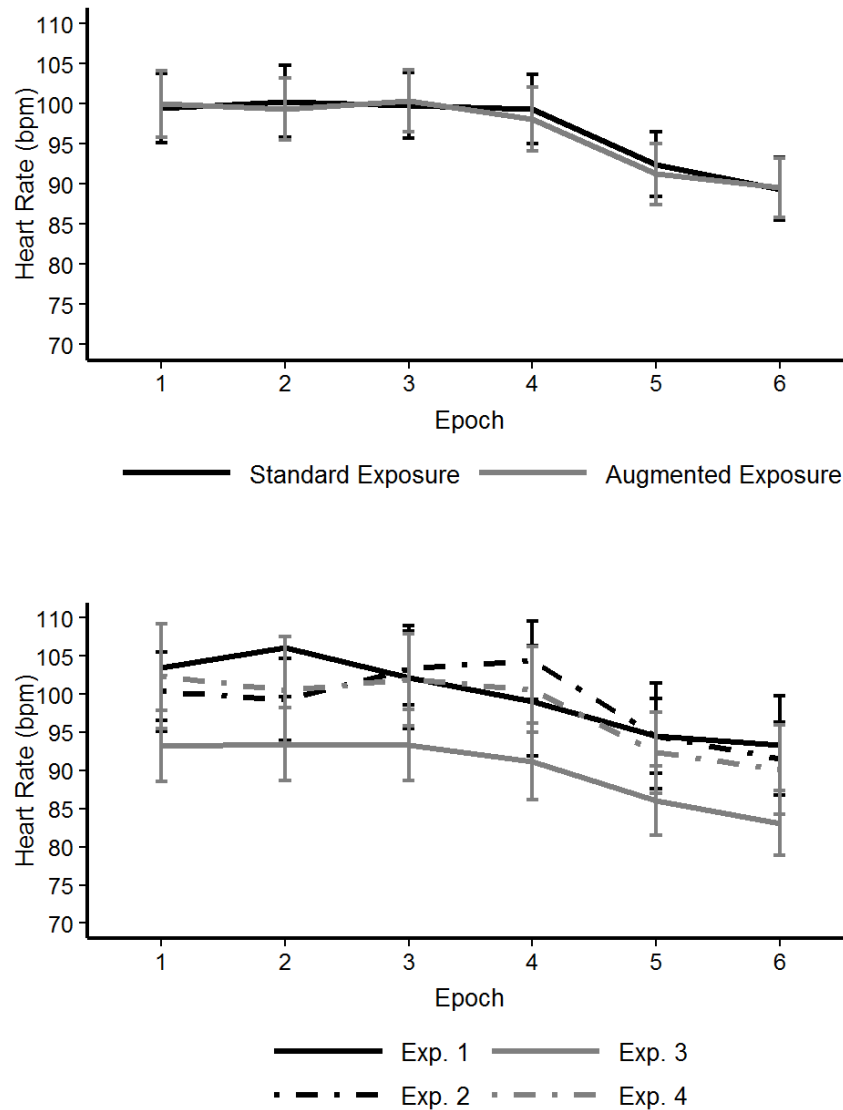 110
105
100
95
90
85
80
75
70
Heart Rate (bpm)
1 2 3 4 5 6
Epoch
Standard Exposure Augmented Exposure
110
105
100
95
90
85
80
75
70
Heart Rate (bpm)
1 2 3 4 5 6
Epoch
Exp. 1 Exp. 3
Exp. 2 Exp. 4